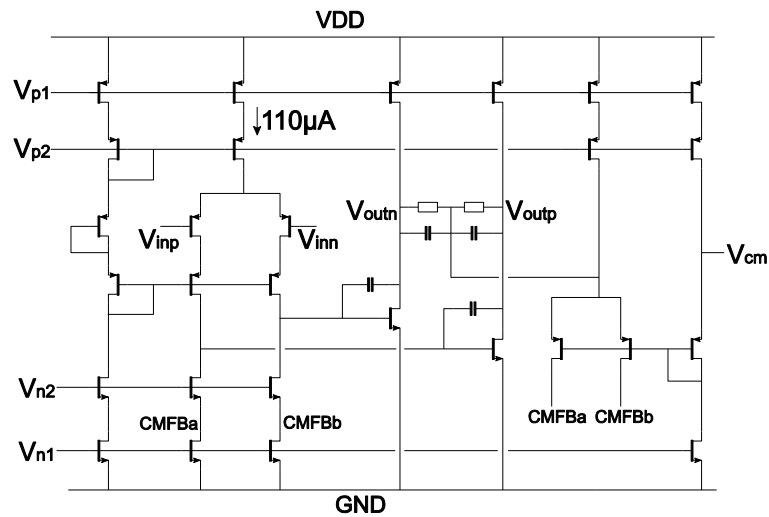 VDD
Vp1
110µA
Vp2
Voutn
Voutp
Vinp
Vinn
Vcm
Vn2
CMFBa
CMFBb
CMFBa
CMFBb
Vn1
GND